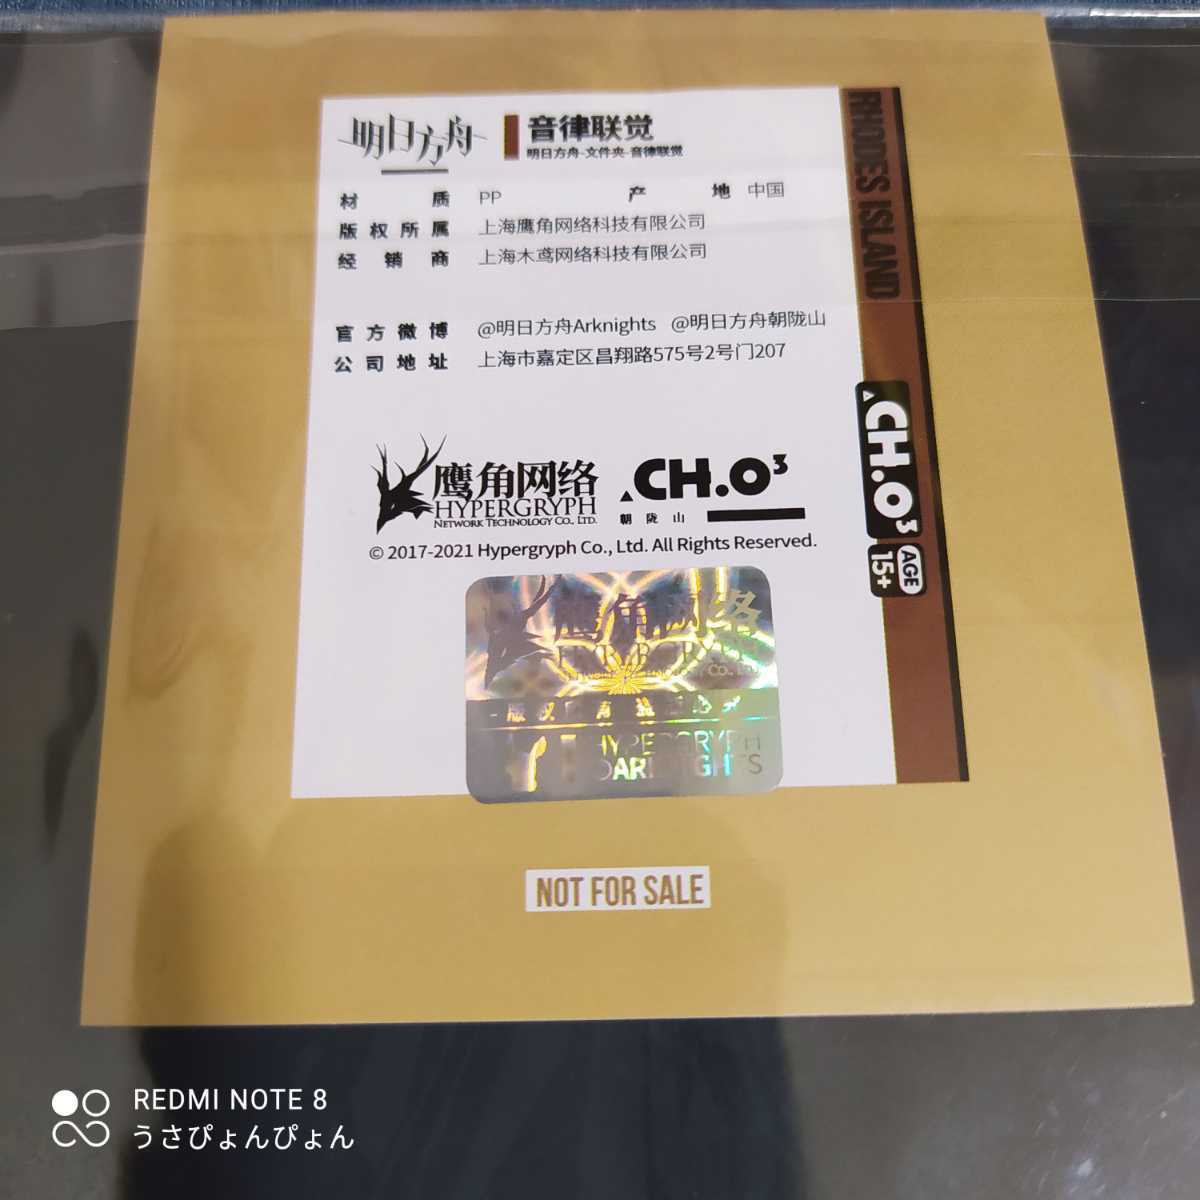 明日方舟
音律联觉
明日方舟-文件夹-音律联觉
材质 PP 产地 中国
版权所属 上海鹰角网络科技有限公司
经销商 上海木鸢网络科技有限公司
官方微博 @明日方舟Arknights @明日方舟朝陇山
公司地址 上海市嘉定区昌翔路575号2号门207
鹰角网络
HYPERGRYPH
NETWORK TECHNOLOGY CO., LTD.
CH.O³
朝陇山
© 2017-2021 Hypergryph Co., Ltd. All Rights Reserved.
RHODES ISLAND
CH.O³
AGE
15+
鹰角网络
HYPERGRYPH
HYPERGRYPH
NOT FOR SALE
REDMI NOTE 8
うさぴょんぴょん